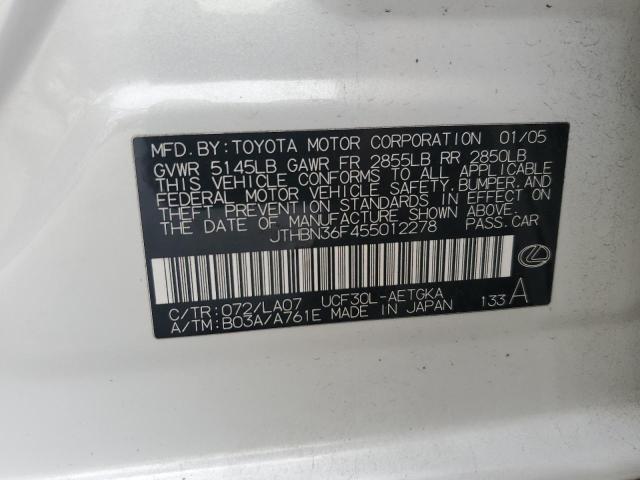 MFD.BY:TOYOTA MOTOR CORPORATION 01/05
GVWR 5145LB GAWR FR 2855LB RR 2850LB
THIS VEHICLE CONFORMS TO ALL APPLICABLE
FEDERAL MOTOR VEHICLE SAFETY,BUMPER,AND
THEFT PREVENTION STANDARDS IN EFFECT ON
THE DATE OF MANUFACTURE SHOWN ABOVE.
JTHBN36F455012278 PASS.CAR
C/TR:072/LA07 UCF30L-AETGKA 133 A
A/TM:B03A/A761E MADE IN JAPAN